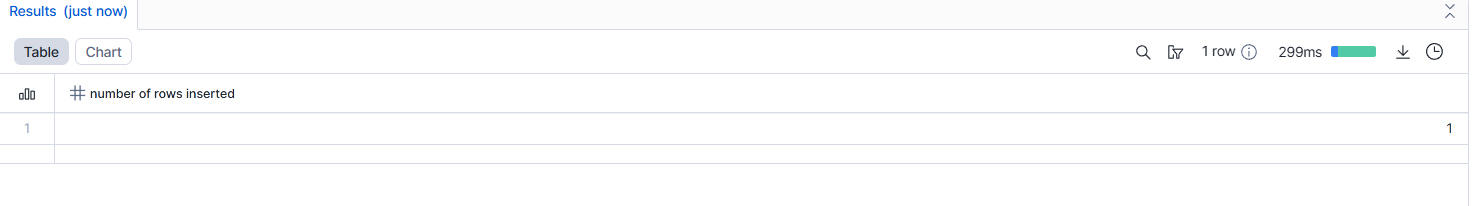 Results (just now)
Table Chart 1 row 299ms
number of rows inserted
1 1